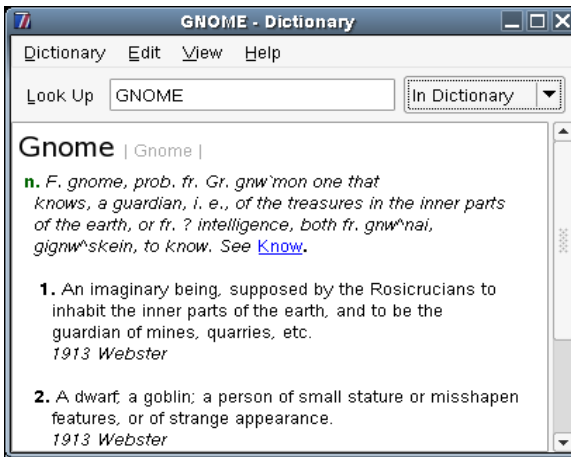 GNOME - Dictionary
Dictionary Edit View Help
Look Up GNOME In Dictionary
Gnome | Gnome |
n. F. gnome, prob. fr. Gr. gnw`mon one that
knows, a guardian, i. e., of the treasures in the inner parts
of the earth, or fr. ? intelligence, both fr. gnw^nai,
gignw^skein, to know. See Know.
1. An imaginary being, supposed by the Rosicrucians to
inhabit the inner parts of the earth, and to be the
guardian of mines, quarries, etc.
1913 Webster
2. A dwarf; a goblin; a person of small stature or misshapen
features, or of strange appearance.
1913 Webster